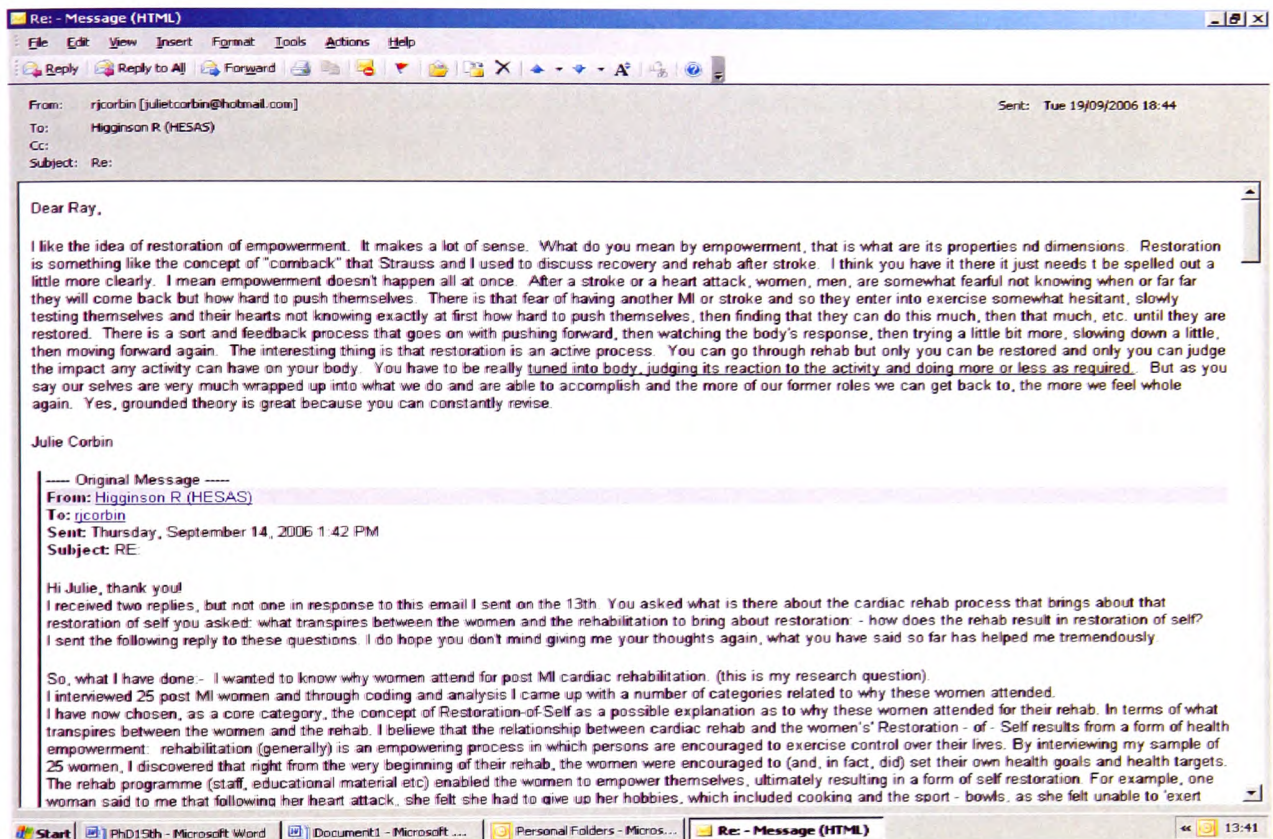 Re: - Message (HTML)
File Edit View Insert Format Tools Actions Help
Reply Reply to All Forward
From: rjcorbin [julietcorbin@hotmail.com] Sent: Tue 19/09/2006 18:44
To: Higginson R (HESAS)
Cc:
Subject: Re:
Dear Ray,
I like the idea of restoration of empowerment. It makes a lot of sense. What do you mean by empowerment, that is what are its properties nd dimensions. Restoration
is something like the concept of "comback" that Strauss and I used to discuss recovery and rehab after stroke. I think you have it there it just needs t be spelled out a
little more clearly. I mean empowerment doesn't happen all at once. After a stroke or a heart attack, women, men, are somewhat fearful not knowing when or far far
they will come back but how hard to push themselves. There is that fear of having another MI or stroke and so they enter into exercise somewhat hesitant, slowly
testing themselves and their hearts not knowing exactly at first how hard to push themselves, then finding that they can do this much, then that much, etc. until they are
restored. There is a sort and feedback process that goes on with pushing forward, then watching the body's response, then trying a little bit more, slowing down a little,
then moving forward again. The interesting thing is that restoration is an active process. You can go through rehab but only you can be restored and only you can judge
the impact any activity can have on your body. You have to be really tuned into body, judging its reaction to the activity and doing more or less as required. But as you
say our selves are very much wrapped up into what we do and are able to accomplish and the more of our former roles we can get back to, the more we feel whole
again. Yes, grounded theory is great because you can constantly revise.
Julie Corbin
----- Original Message -----
From: Higginson R (HESAS)
To: rjcorbin
Sent: Thursday, September 14, 2006 1:42 PM
Subject: RE:
Hi Julie, thank you!
I received two replies, but not one in response to this email I sent on the 13th. You asked what is there about the cardiac rehab process that brings about that
restoration of self you asked: what transpires between the women and the rehabilitation to bring about restoration: - how does the rehab result in restoration of self?
I sent the following reply to these questions. I do hope you don't mind giving me your thoughts again, what you have said so far has helped me tremendously.
So, what I have done:- I wanted to know why women attend for post MI cardiac rehabilitation. (this is my research question).
I interviewed 25 post MI women and through coding and analysis I came up with a number of categories related to why these women attended.
I have now chosen, as a core category, the concept of Restoration-of-Self as a possible explanation as to why these women attended for their rehab. In terms of what
transpires between the women and the rehab. I believe that the relationship between cardiac rehab and the women's' Restoration - of - Self results from a form of health
empowerment: rehabilitation (generally) is an empowering process in which persons are encouraged to exercise control over their lives. By interviewing my sample of
25 women, I discovered that right from the very beginning of their rehab, the women were encouraged to (and, in fact, did) set their own health goals and health targets.
The rehab programme (staff, educational material etc) enabled the women to empower themselves, ultimately resulting in a form of self restoration. For example, one
woman said to me that following her heart attack, she felt she had to give up her hobbies, which included cooking and the sport - bowls, as she felt unable to 'exert
Start PhD15th - Microsoft Word Document1 - Microsoft ... Personal Folders - Micros... Re: - Message (HTML) « 13:41